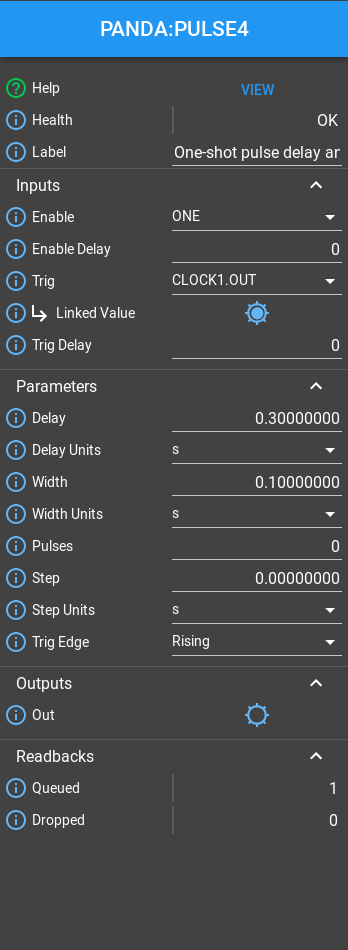 PANDA:PULSE4
Help VIEW
Health OK
Label One-shot pulse delay ar
Inputs
Enable ONE
Enable Delay 0
Trig CLOCK1.OUT
Linked Value
Trig Delay 0
Parameters
Delay 0.30000000
Delay Units s
Width 0.10000000
Width Units s
Pulses 0
Step 0.00000000
Step Units s
Trig Edge Rising
Outputs
Out
Readbacks
Queued 1
Dropped 0